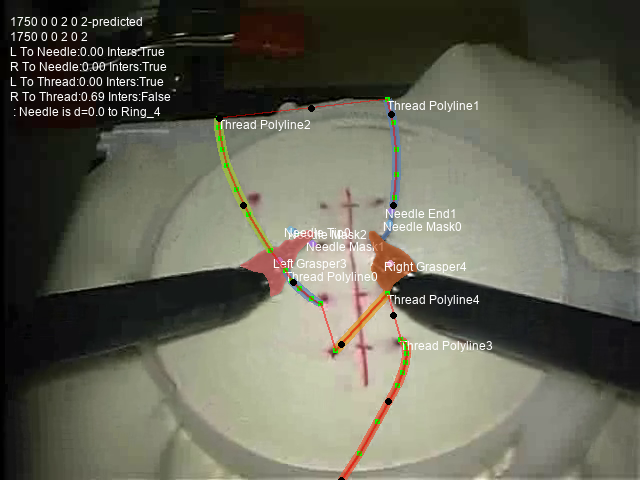 1750 0 0 2 0 2-predicted
1750 0 0 2 0 2
L To Needle:0.00 Inters:True
R To Needle:0.00 Inters:True
L To Thread:0.00 Inters:True
R To Thread:0.69 Inters:False
: Needle is d=0.0 to Ring_4
Thread Polyline1
Thread Polyline2
Needle End1
Needle Mask0
Needle Mask2
Needle Mask1
Left Grasper3
Right Grasper4
Thread Polyline0
Thread Polyline4
Thread Polyline3